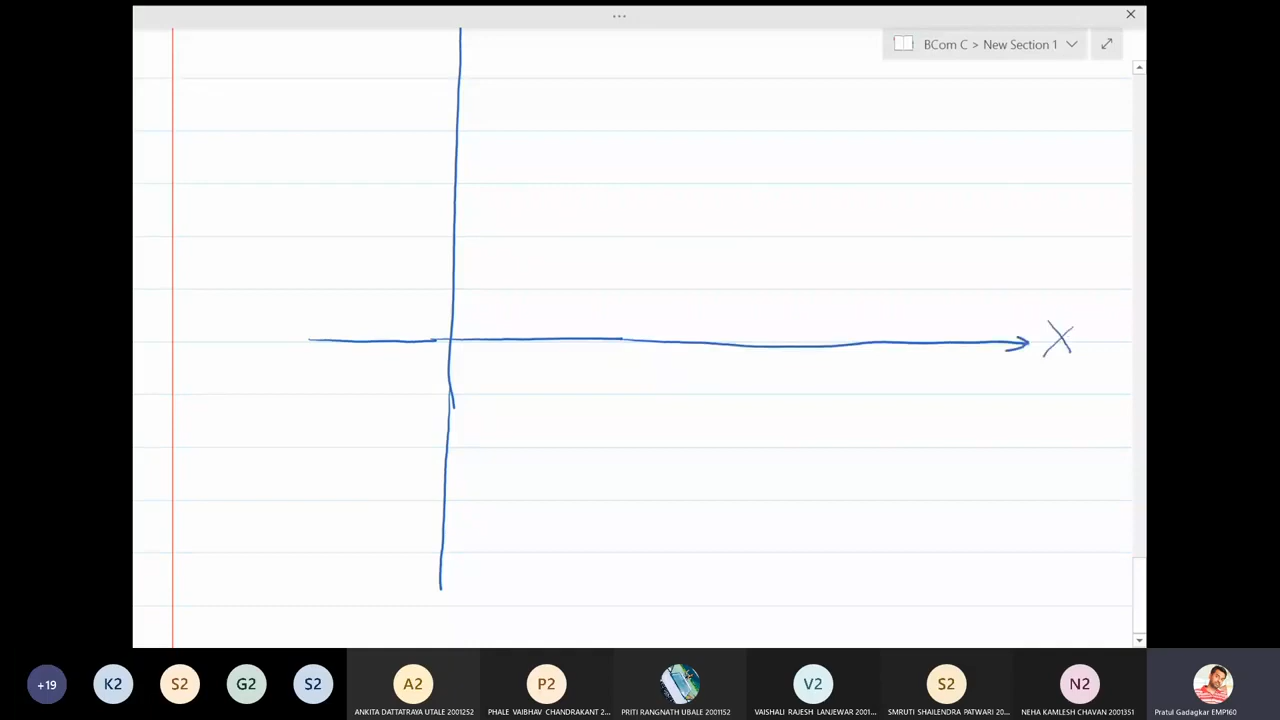 BCom C > New Section 1
X
+19
K2
S2
G2
S2
A2
P2
V2
S2
N2
ANKITA DATTATRAYA UTALE 2001252
PHALE VAIBHAV CHANDRAKANT 2...
PRITI RANGNATH UBALE 2001152
VAISHALI RAJESH LANJEWAR 2001...
SMRUTI SHAILENDRA PATWARI 20...
NEHA KAMLESH CHAVAN 2001351
Pratul Gadagkar EMP160